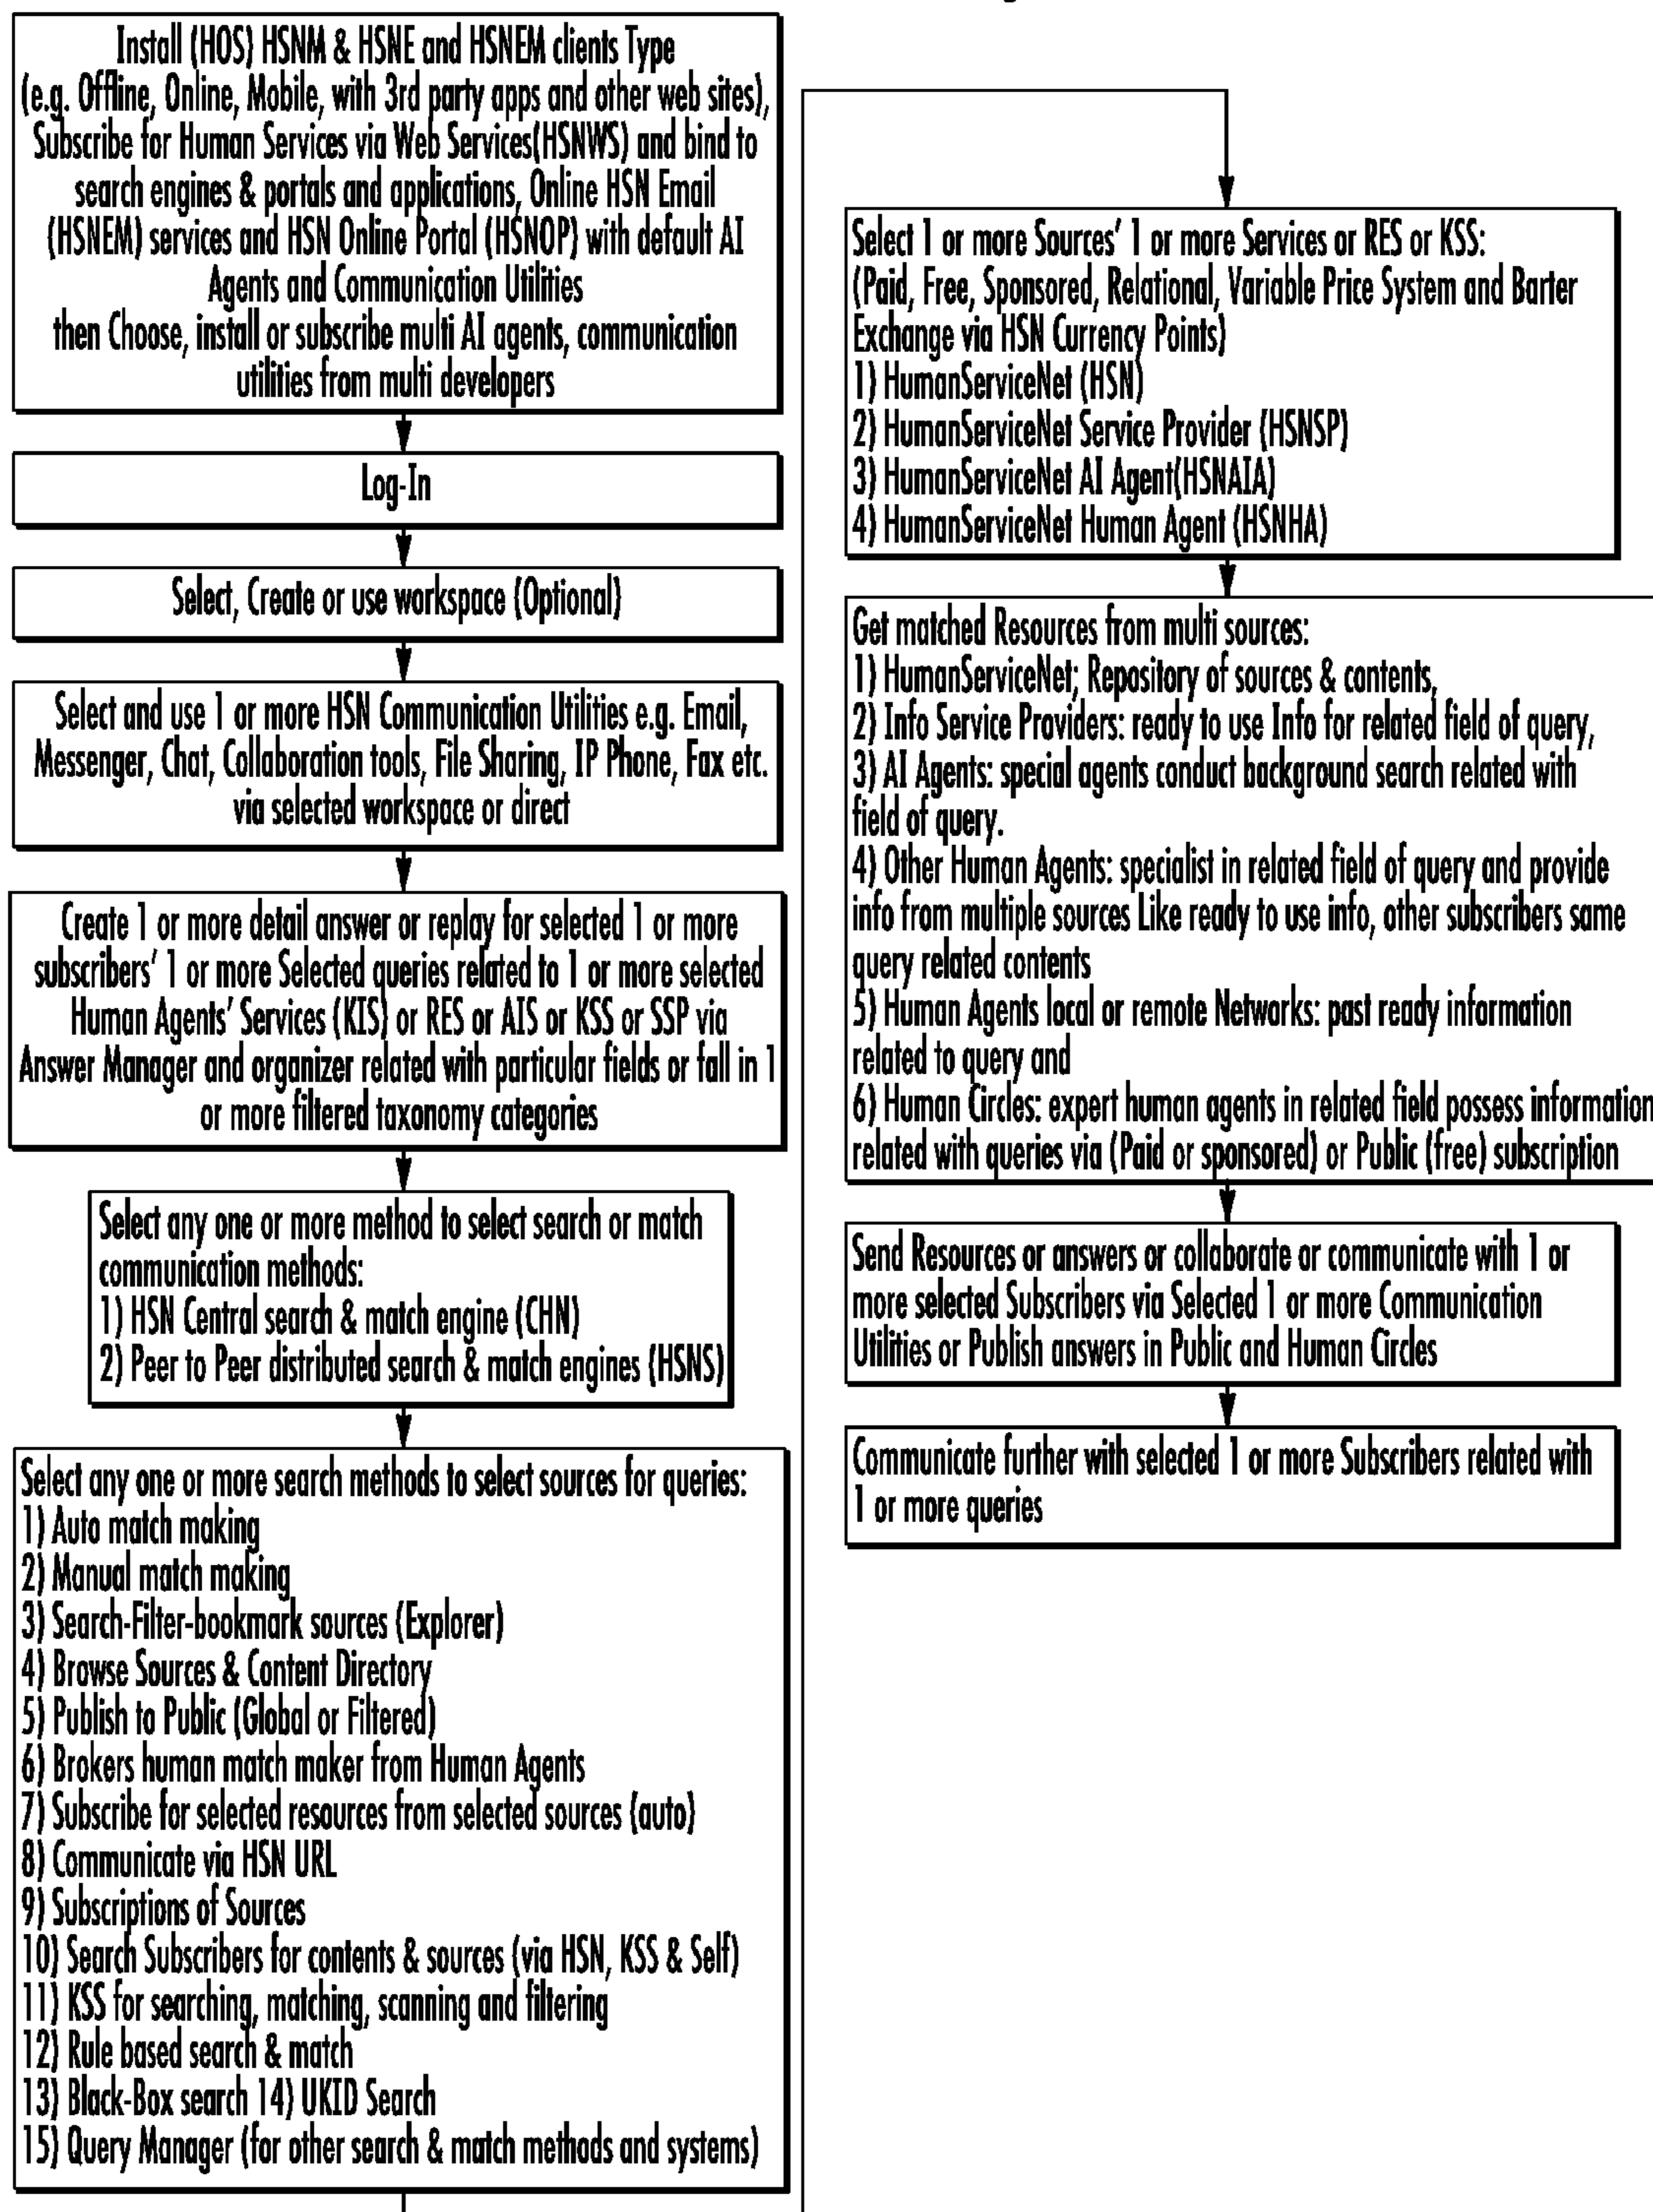 Install (HOS) HSNM & HSNE and HSNEM clients Type
(e.g. Offline, Online, Mobile, with 3rd party apps and other web sites),
Subscribe for Human Services via Web Services(HSNWS) and bind to
search engines & portals and applications, Online HSN Email
(HSNEM) services and HSN Online Portal (HSNOP) with default AI
Agents and Communication Utilities
then Choose, install or subscribe multi AI agents, communication
utilities from multi developers
Log-In
Select, Create or use workspace (Optional)
Select and use 1 or more HSN Communication Utilities e.g. Email,
Messenger, Chat, Collaboration tools, File Sharing, IP Phone, Fax etc.
via selected workspace or direct
Create 1 or more detail answer or replay for selected 1 or more
subscribers' 1 or more Selected queries related to 1 or more selected
Human Agents' Services (KIS) or RES or AIS or KSS or SSP via
Answer Manager and organizer related with particular fields or fall in 1
or more filtered taxonomy categories
Select any one or more method to select search or match
communication methods:
1) HSN Central search & match engine (CHN)
2) Peer to Peer distributed search & match engines (HSNS)
Select any one or more search methods to select sources for queries:
1) Auto match making
2) Manual match making
3) Search-Filter-bookmark sources (Explorer)
4) Browse Sources & Content Directory
5) Publish to Public (Global or Filtered)
6) Brokers human match maker from Human Agents
7) Subscribe for selected resources from selected sources (auto)
8) Communicate via HSN URL
9) Subscriptions of Sources
10) Search Subscribers for contents & sources (via HSN, KSS & Self)
11) KSS for searching, matching, scanning and filtering
12) Rule based search & match
13) Black-Box search 14) UKID Search
15) Query Manager (for other search & match methods and systems)
Select 1 or more Sources' 1 or more Services or RES or KSS:
(Paid, Free, Sponsored, Relational, Variable Price System and Barter
Exchange via HSN Currency Points)
1) HumanServiceNet (HSN)
2) HumanServiceNet Service Provider (HSNSP)
3) HumanServiceNet AI Agent(HSNAIA)
4) HumanServiceNet Human Agent (HSNHA)
Get matched Resources from multi sources:
1) HumanServiceNet; Repository of sources & contents,
2) Info Service Providers: ready to use Info for related field of query,
3) AI Agents: special agents conduct background search related with
field of query.
4) Other Human Agents: specialist in related field of query and provide
info from multiple sources Like ready to use info, other subscribers same
query related contents
5) Human Agents local or remote Networks: past ready information
related to query and
6) Human Circles: expert human agents in related field possess information
related with queries via (Paid or sponsored) or Public (free) subscription
Send Resources or answers or collaborate or communicate with 1 or
more selected Subscribers via Selected 1 or more Communication
Utilities or Publish answers in Public and Human Circles
Communicate further with selected 1 or more Subscribers related with
1 or more queries